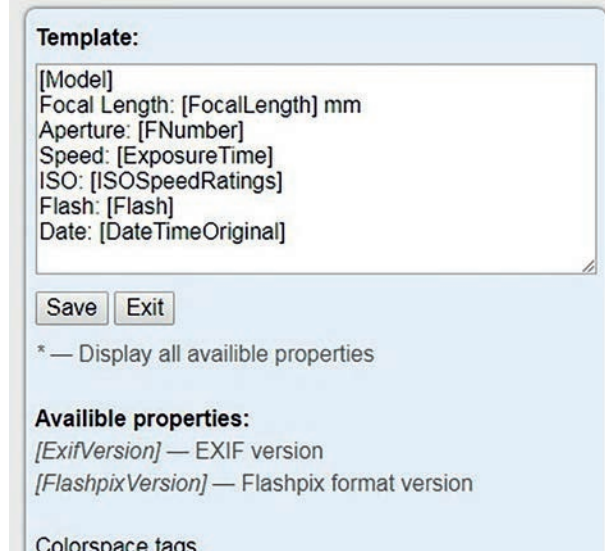 Template:
[Model]
Focal Length: [FocalLength] mm
Aperture: [FNumber]
Speed: [ExposureTime]
ISO: [ISOSpeedRatings]
Flash: [Flash]
Date: [DateTimeOriginal]
Save Exit
* — Display all availible properties
Availible properties:
[ExifVersion] — EXIF version
[FlashpixVersion] — Flashpix format version
Colorspace tags